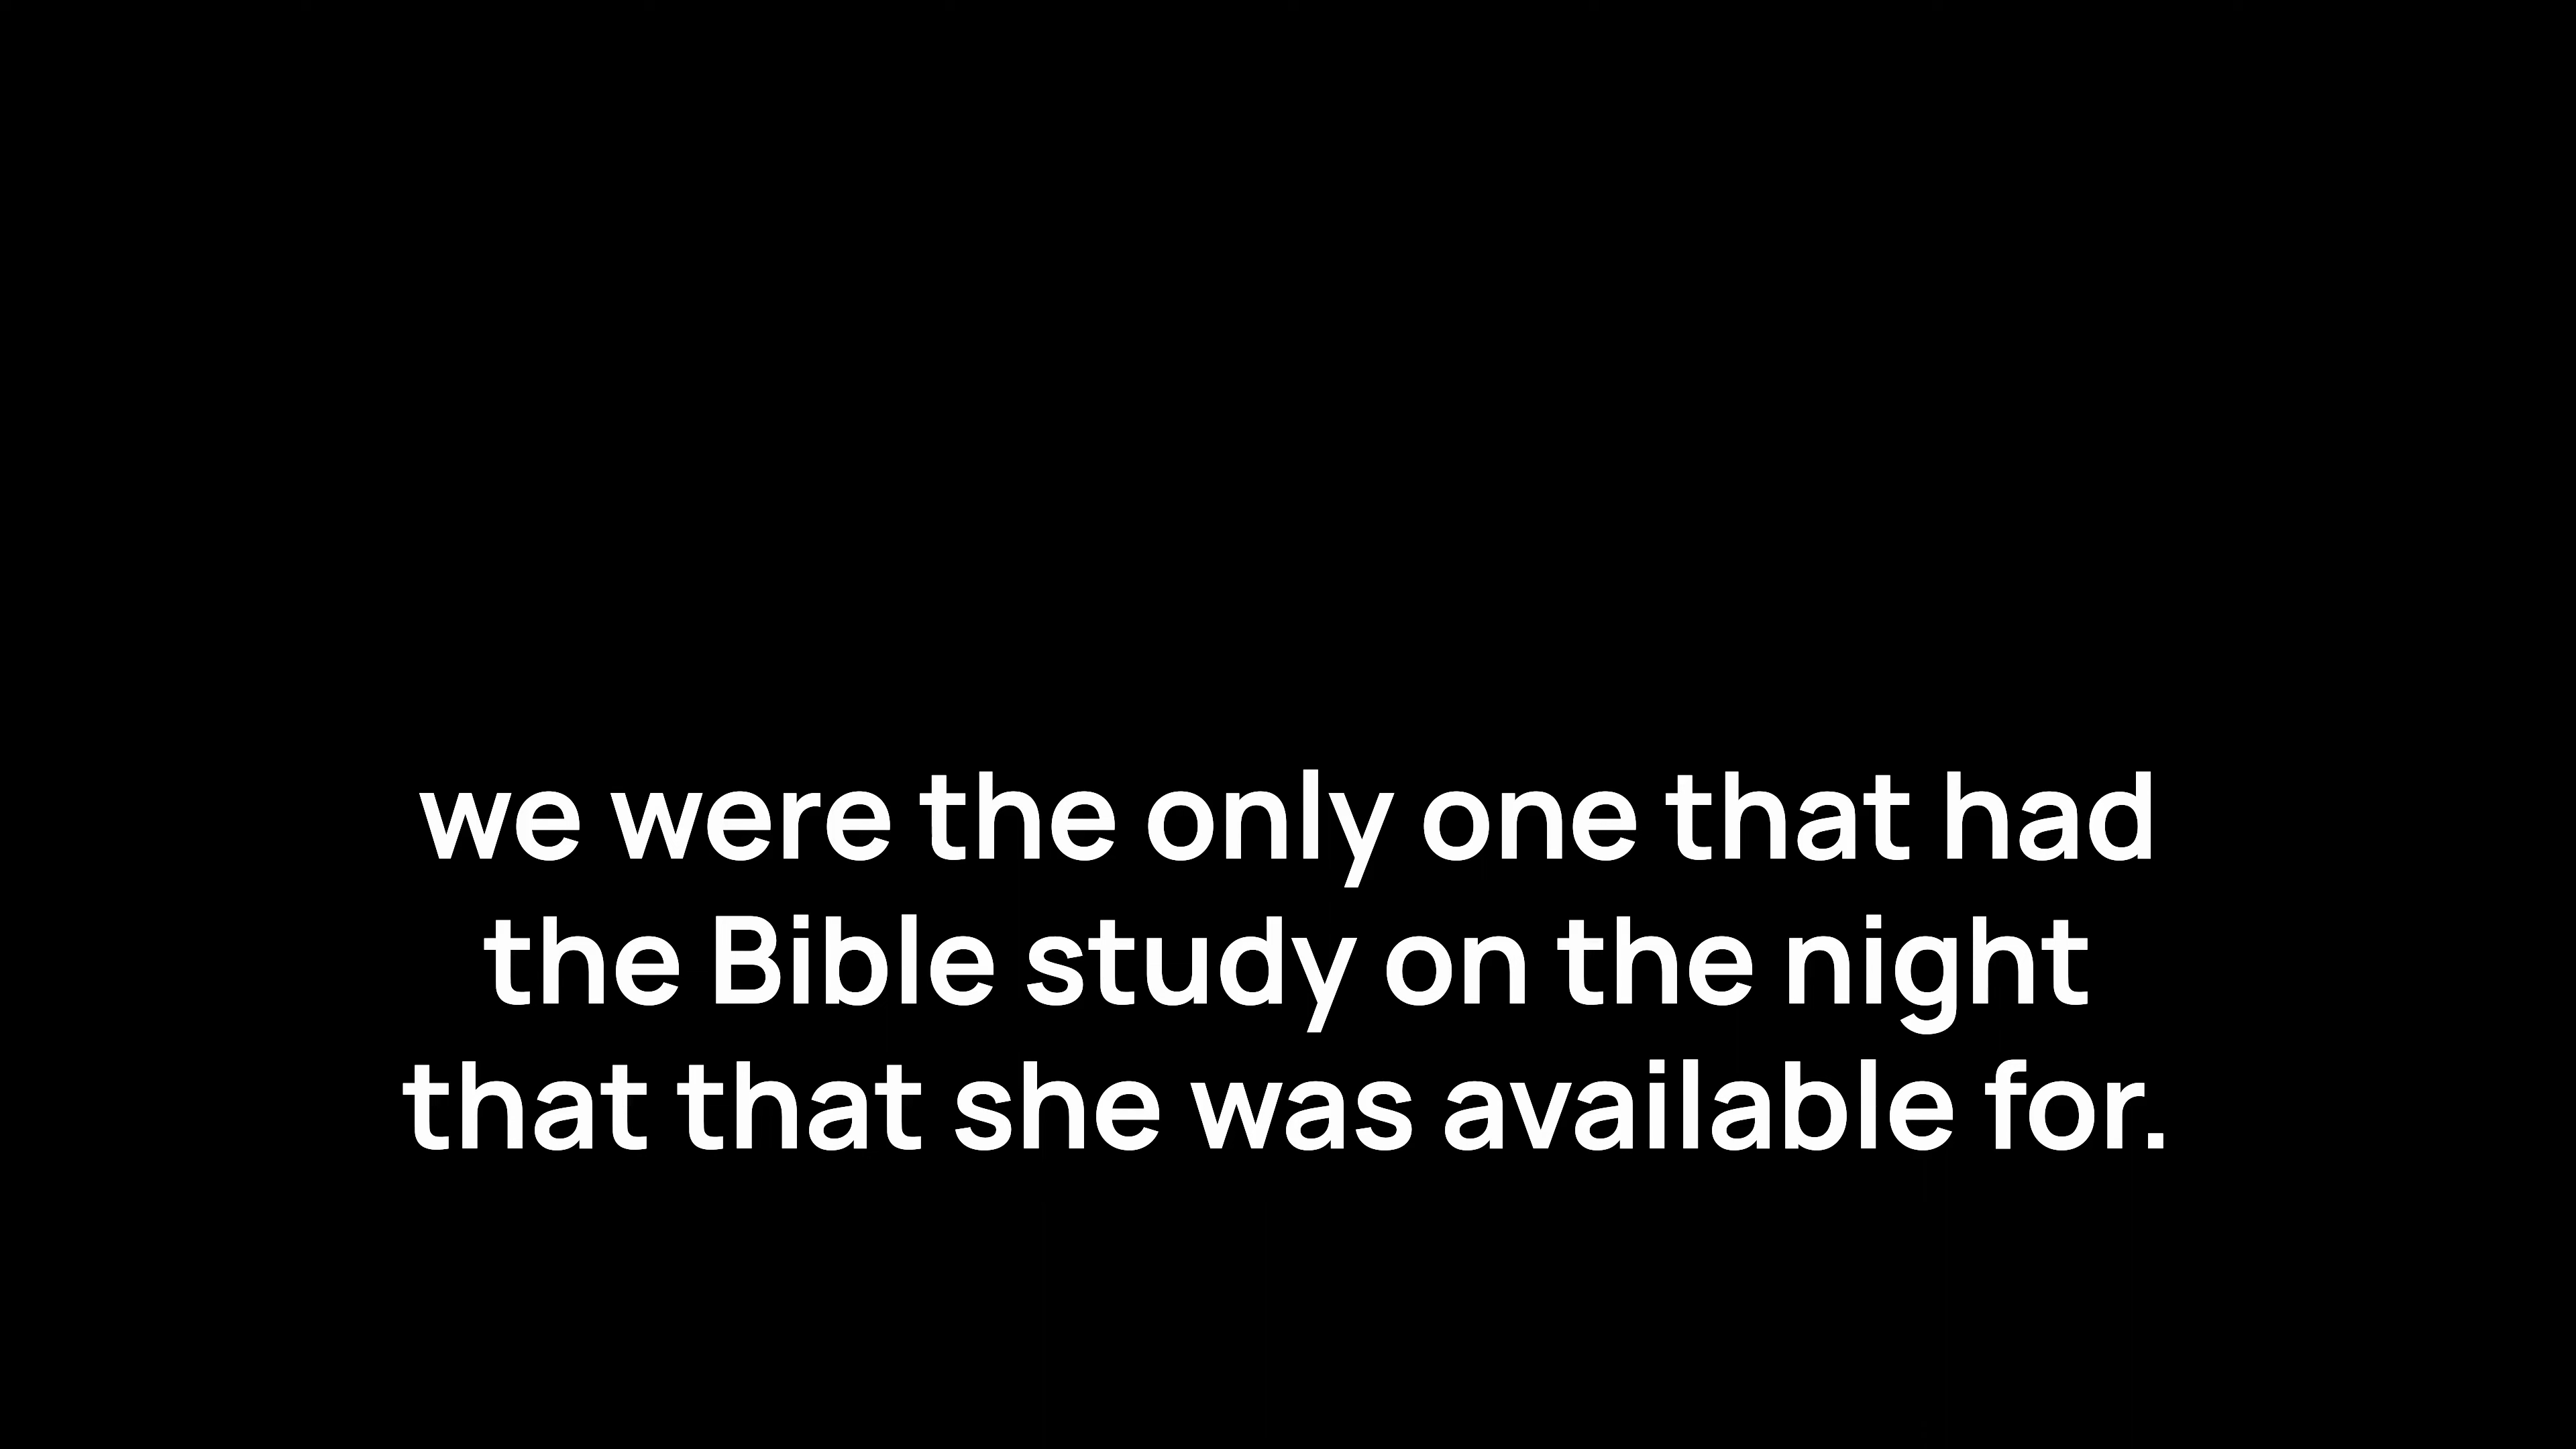 we were the only one that had
the Bible study on the night
that that she was available for.